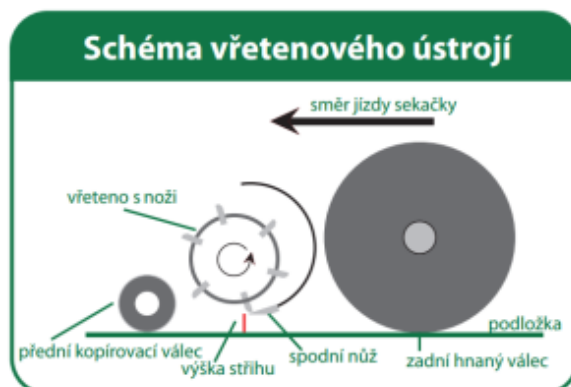 Schéma vřetenového ústrojí
směr jízdy sekačky
vřeteno s noži
podložka
přední kopírovací válec
výška střihu
spodní nůž
zadní hnaný válec